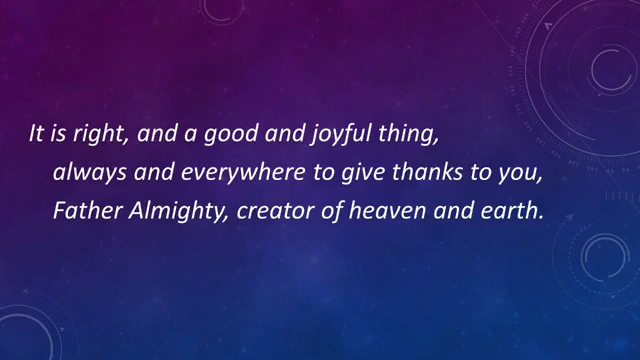 It is right, and a good and joyful thing,
always and everywhere to give thanks to you,
Father Almighty, creator of heaven and earth.